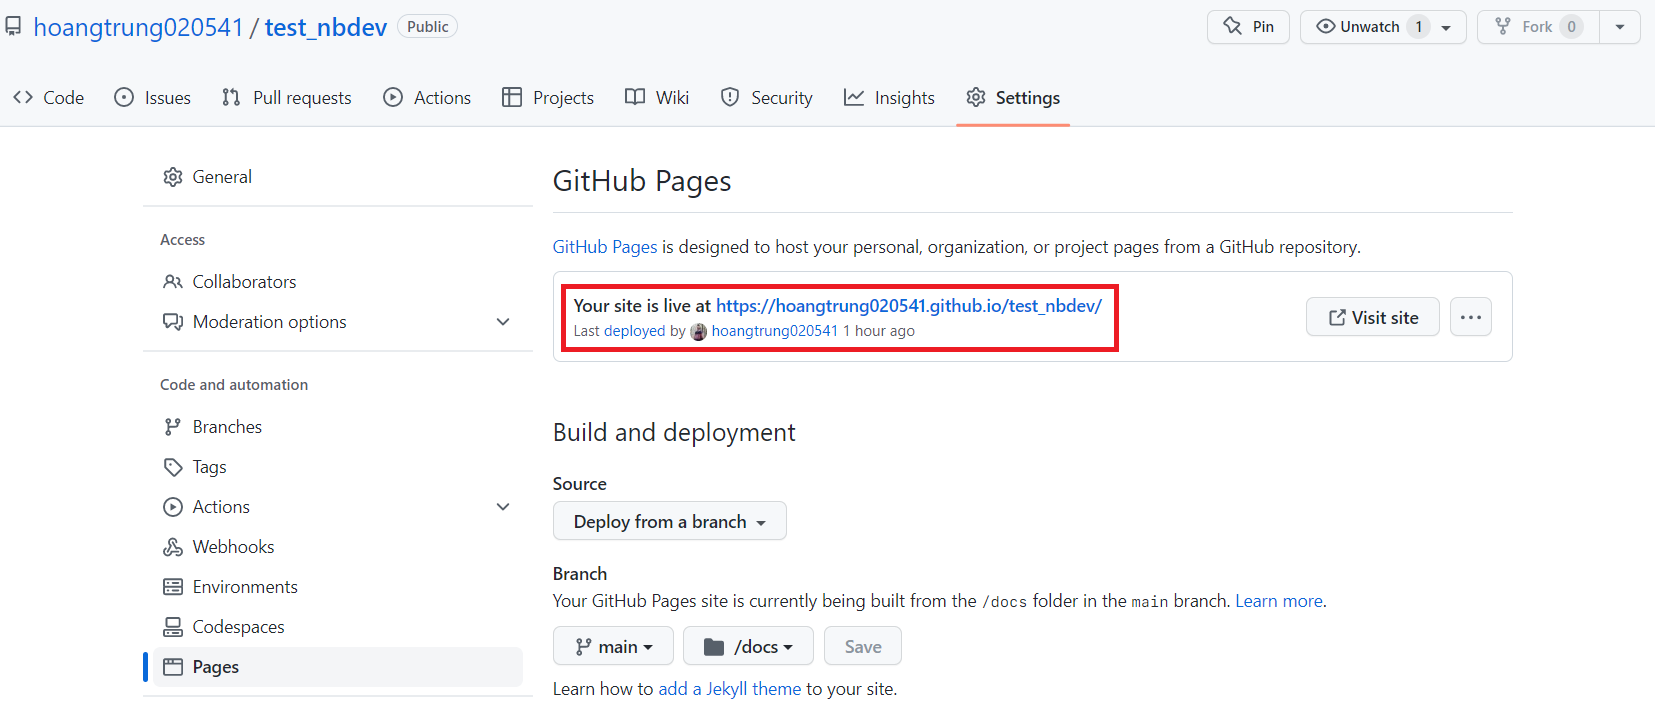 hoangtrung020541 / test_nbdev Public
Pin
Unwatch 1
Fork 0
Code
Issues
Pull requests
Actions
Projects
Wiki
Security
Insights
Settings
General
Access
Collaborators
Moderation options
Code and automation
Branches
Tags
Actions
Webhooks
Environments
Codespaces
Pages
GitHub Pages
GitHub Pages is designed to host your personal, organization, or project pages from a GitHub repository.
Your site is live at https://hoangtrung020541.github.io/test_nbdev/
Last deployed by hoangtrung020541 1 hour ago
Visit site
Build and deployment
Source
Deploy from a branch
Branch
Your GitHub Pages site is currently being built from the /docs folder in the main branch. Learn more.
main
/docs
Save
Learn how to add a Jekyll theme to your site.